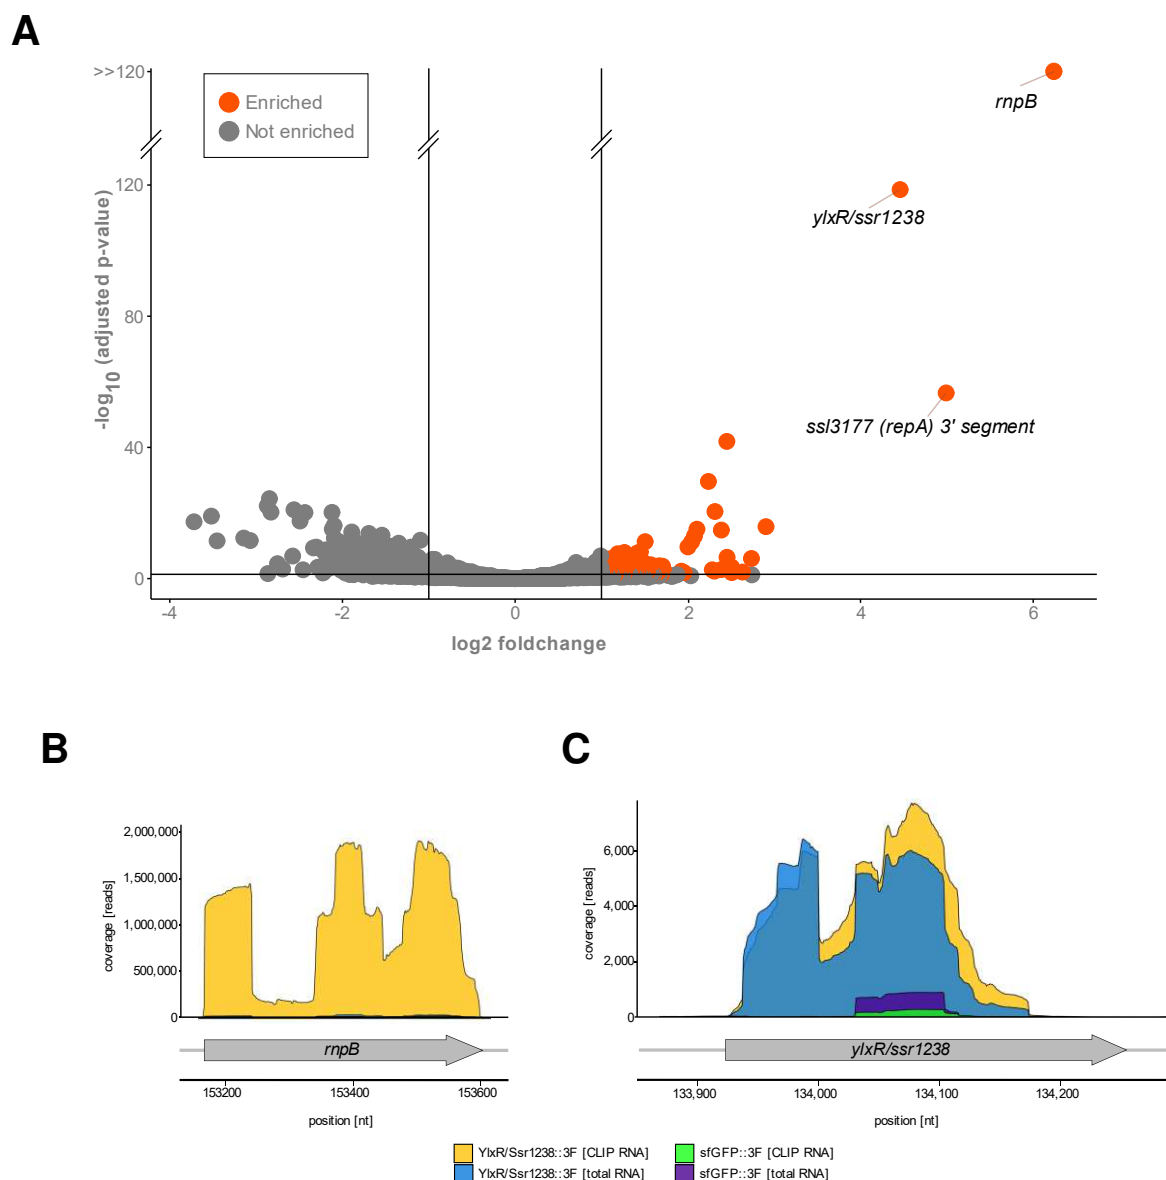 A
>>120
Enriched
Not enriched
rnpB
120
ylxR/ssr1238
80
ssl3177 (repA) 3' segment
40
0
-log10 (adjusted p-value)
-4 -2 0 2 4 6
log2 foldchange
B
2,000,000
1,500,000
1,000,000
500,000
0
coverage [reads]
rnpB
153200 153400 153600
position [nt]
C
6,000
4,000
2,000
0
coverage [reads]
ylxR/ssr1238
133,900 134,000 134,100 134,200
position [nt]
YlxR/Ssr1238::3F [CLIP RNA] sfGFP::3F [CLIP RNA]
YlxR/Ssr1238::3F [total RNA] sfGFP::3F [total RNA]